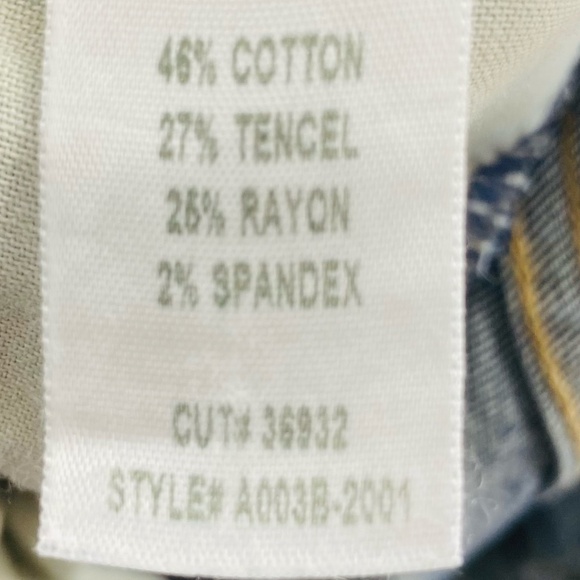 46% COTTON
27% TENCEL
25% RAYON
2% SPANDEX
CUT# 36932
STYLE# A003B-2001